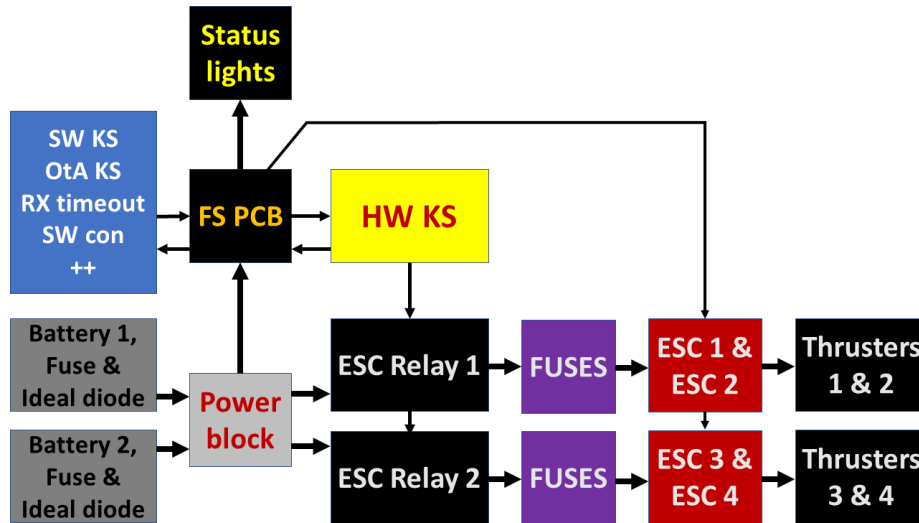 Status
lights
SW KS
OtA KS
RX timeout
SW con
++
FS PCB
HW KS
Battery 1,
Fuse &
Ideal diode
Power
block
ESC Relay 1
FUSES
ESC 1 &
ESC 2
Thrusters
1 & 2
Battery 2,
Fuse &
Ideal diode
ESC Relay 2
FUSES
ESC 3 &
ESC 4
Thrusters
3 & 4